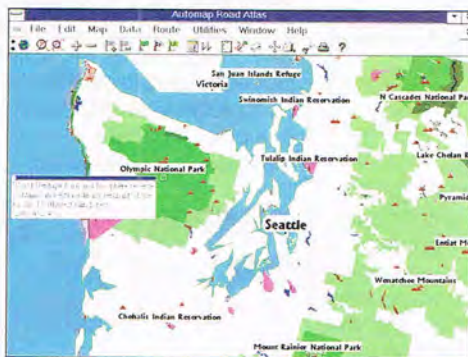 Automap Road Atlas
File Edit Map Data Route Utilities Window Help
?
San Juan Islands Refuge
Victoria
N Cascades National Pa
Swinomish Indian Reservation
Tulalip Indian Reservation
Lake Chelan R
Olympic National Park
Pyramid
Seattle
Entiat M
Wenatchee Mountains
Chehalis Indian Reservation
Mount Rainier National Park